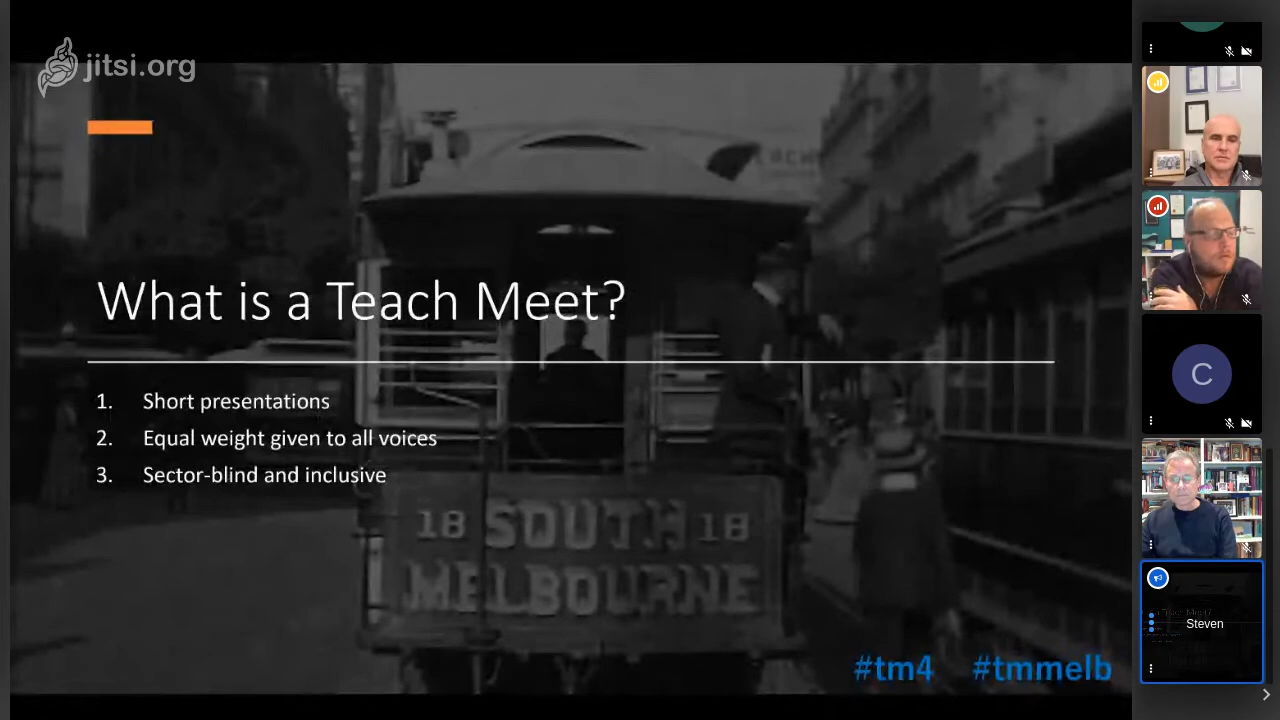 jitsi.org
What is a Teach Meet?
1. Short presentations
2. Equal weight given to all voices
3. Sector-blind and inclusive
18 SOUTH 18
MELBOURNE
#tm4 #tmmelb
C
Steven